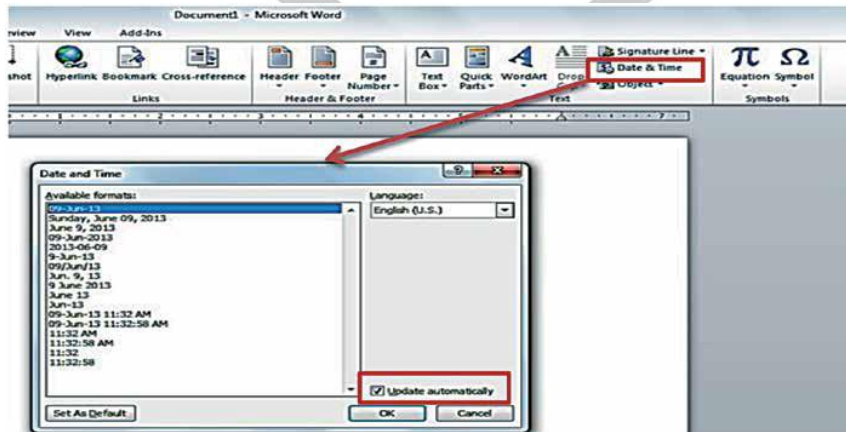 Document1 - Microsoft Word
view View Add-Ins
shot Hyperlink Bookmark Cross-reference Header Footer Page Number Text Box Quick Parts WordArt Drop Signature Line Date & Time Object Equation Symbol
Links Header & Footer Text Symbols
Date and Time
Available formats: Language:
09-Jun-13 English (U.S.)
Sunday, June 09, 2013
June 9, 2013
09-Jun-2013
2013-06-09
9-Jun-13
09/Jun/13
Jun. 9, 13
9 June 2013
June 13
Jun-13
09-Jun-13 11:32 AM
09-Jun-13 11:32:58 AM
11:32 AM
11:32:58 AM
11:32
11:32:58
Update automatically
Set As Default OK Cancel